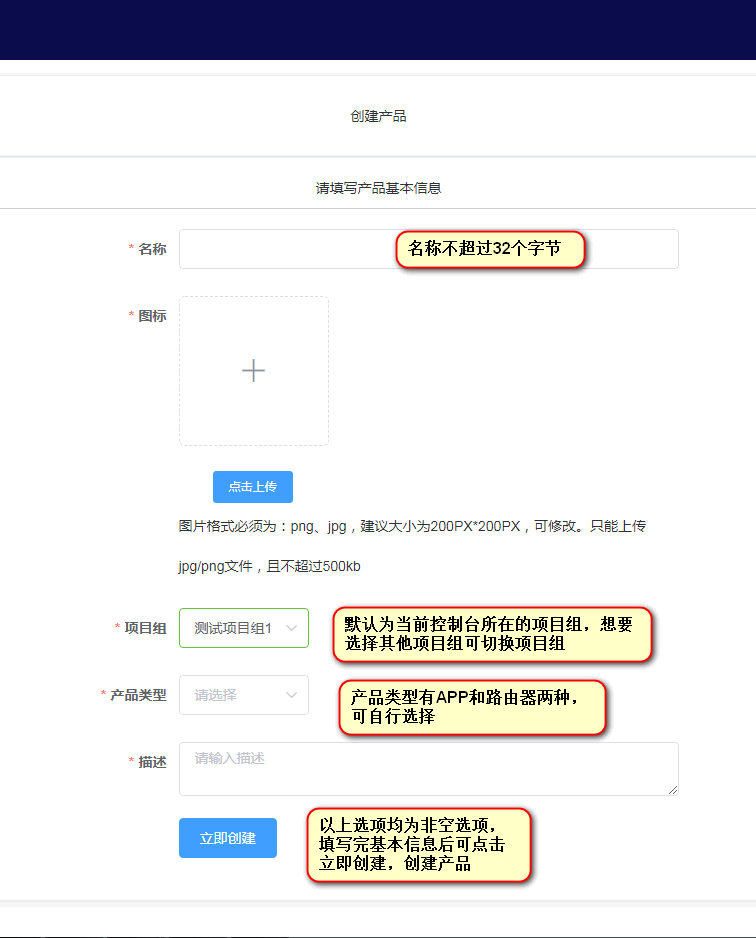 创建产品
请填写产品基本信息
* 名称
名称不超过32个字节
* 图标
点击上传
图片格式必须为：png、jpg，建议大小为200PX*200PX，可修改。只能上传
jpg/png文件，且不超过500kb
* 项目组
测试项目组1
默认为当前控制台所在的项目组，想要
选择其他项目组可切换项目组
* 产品类型
请选择
产品类型有APP和路由器两种，
可自行选择
* 描述
请输入描述
立即创建
以上选项均为非空选项，
填写完基本信息后可点击
立即创建，创建产品